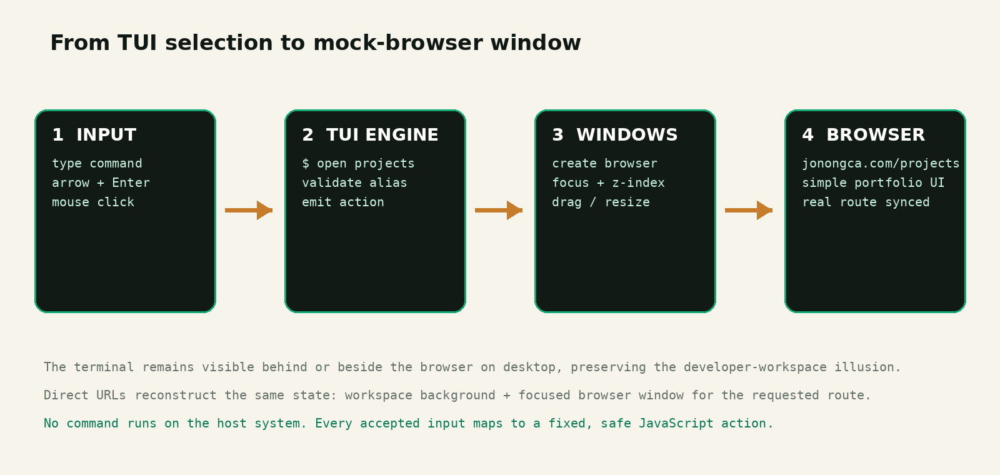 From TUI selection to mock-browser window
1 INPUT
type command
arrow + Enter
mouse click
2 TUI ENGINE
$ open projects
validate alias
emit action
3 WINDOWS
create browser
focus + z-index
drag / resize
4 BROWSER
jonongca.com/projects
simple portfolio UI
real route synced
The terminal remains visible behind or beside the browser on desktop, preserving the developer-workspace illusion.
Direct URLs reconstruct the same state: workspace background + focused browser window for the requested route.
No command runs on the host system. Every accepted input maps to a fixed, safe JavaScript action.